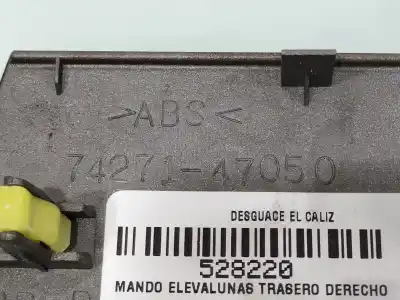 >ABS<
74271-47050
DESGUACE EL CALIZ
528220
MANDO ELEVALUNAS TRASERO DERECHO